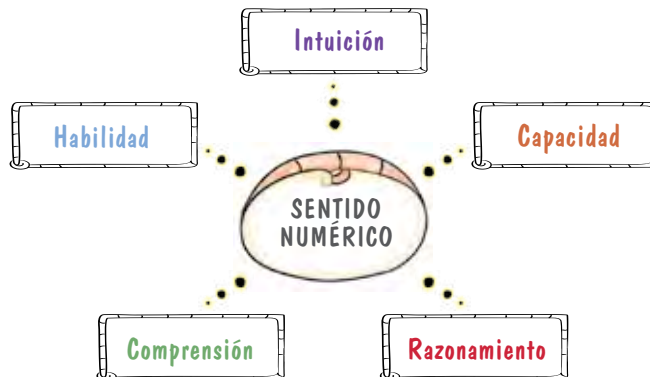 Intuición
Habilidad
Capacidad
SENTIDO
NUMÉRICO
Comprensión
Razonamiento